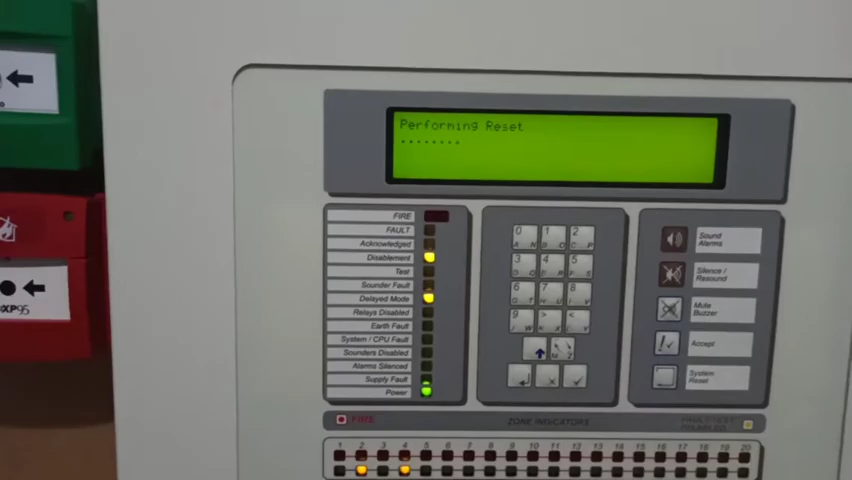 Performing Reset
........
FIRE
FAULT
Acknowledged
Disablement
Test
Sounder Fault
Delayed Mode
Relays Disabled
Earth Fault
System / CPU Fault
Sounders Disabled
Alarms Silenced
Supply Fault
Power
0 1 2
3 4 5
6 7 8
9 > <
Sound
Alarms
Silence /
Resound
Mute
Buzzer
Accept
System
Reset
FIRE
ZONE INDICATORS
1 2 3 4 5 6 7 8 9 10 11 12 13 14 15 16 17 18 19 20
XP95